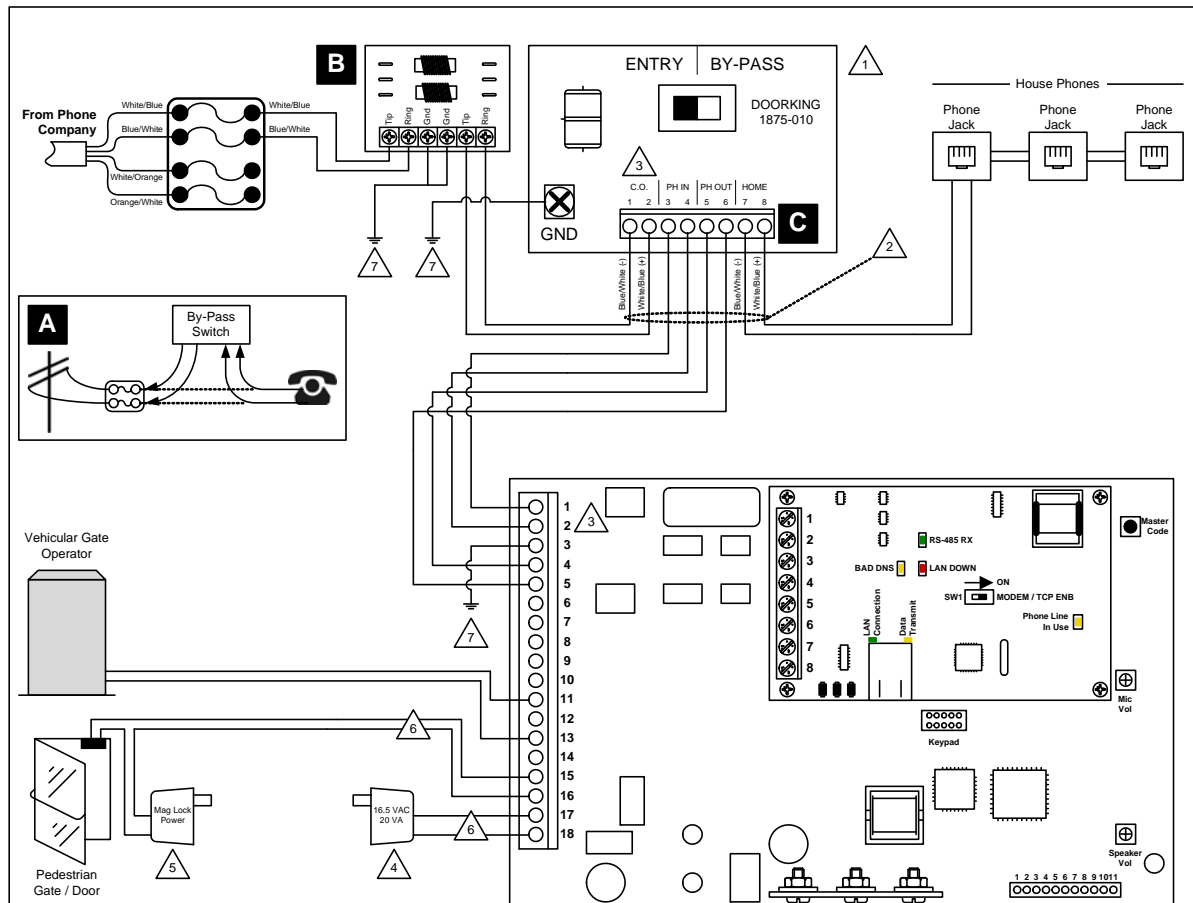 From Phone
Company
White/Blue
Blue/White
White/Orange
Orange/White
White/Blue
Blue/White
B
Tip
Ring
Gnd
Gnd
Tip
Ring
7
7
ENTRY
BY-PASS
DOORKING
1875-010
GND
3
C.O.
PH IN
PH OUT
HOME
1 2 3 4 5 6 7 8
C
Blue/White (-)
White/Blue (+)
Blue/White (-)
White/Blue (+)
1
2
House Phones
Phone
Jack
Phone
Jack
Phone
Jack
A
By-Pass
Switch
Vehicular Gate
Operator
Pedestrian
Gate / Door
Mag Lock
Power
5
16.5 VAC
20 VA
4
6
6
7
1
2
3
4
5
6
7
8
9
10
11
12
13
14
15
16
17
18
3
1
2
3
4
5
6
7
8
RS-485 RX
BAD DNS
LAN DOWN
ON
SW1
MODEM / TCP ENB
LAN
Connection
Data
Transmit
Phone Line
In Use
Master
Code
Mic
Vol
Keypad
Speaker
Vol
1 2 3 4 5 6 7 8 9 10 11